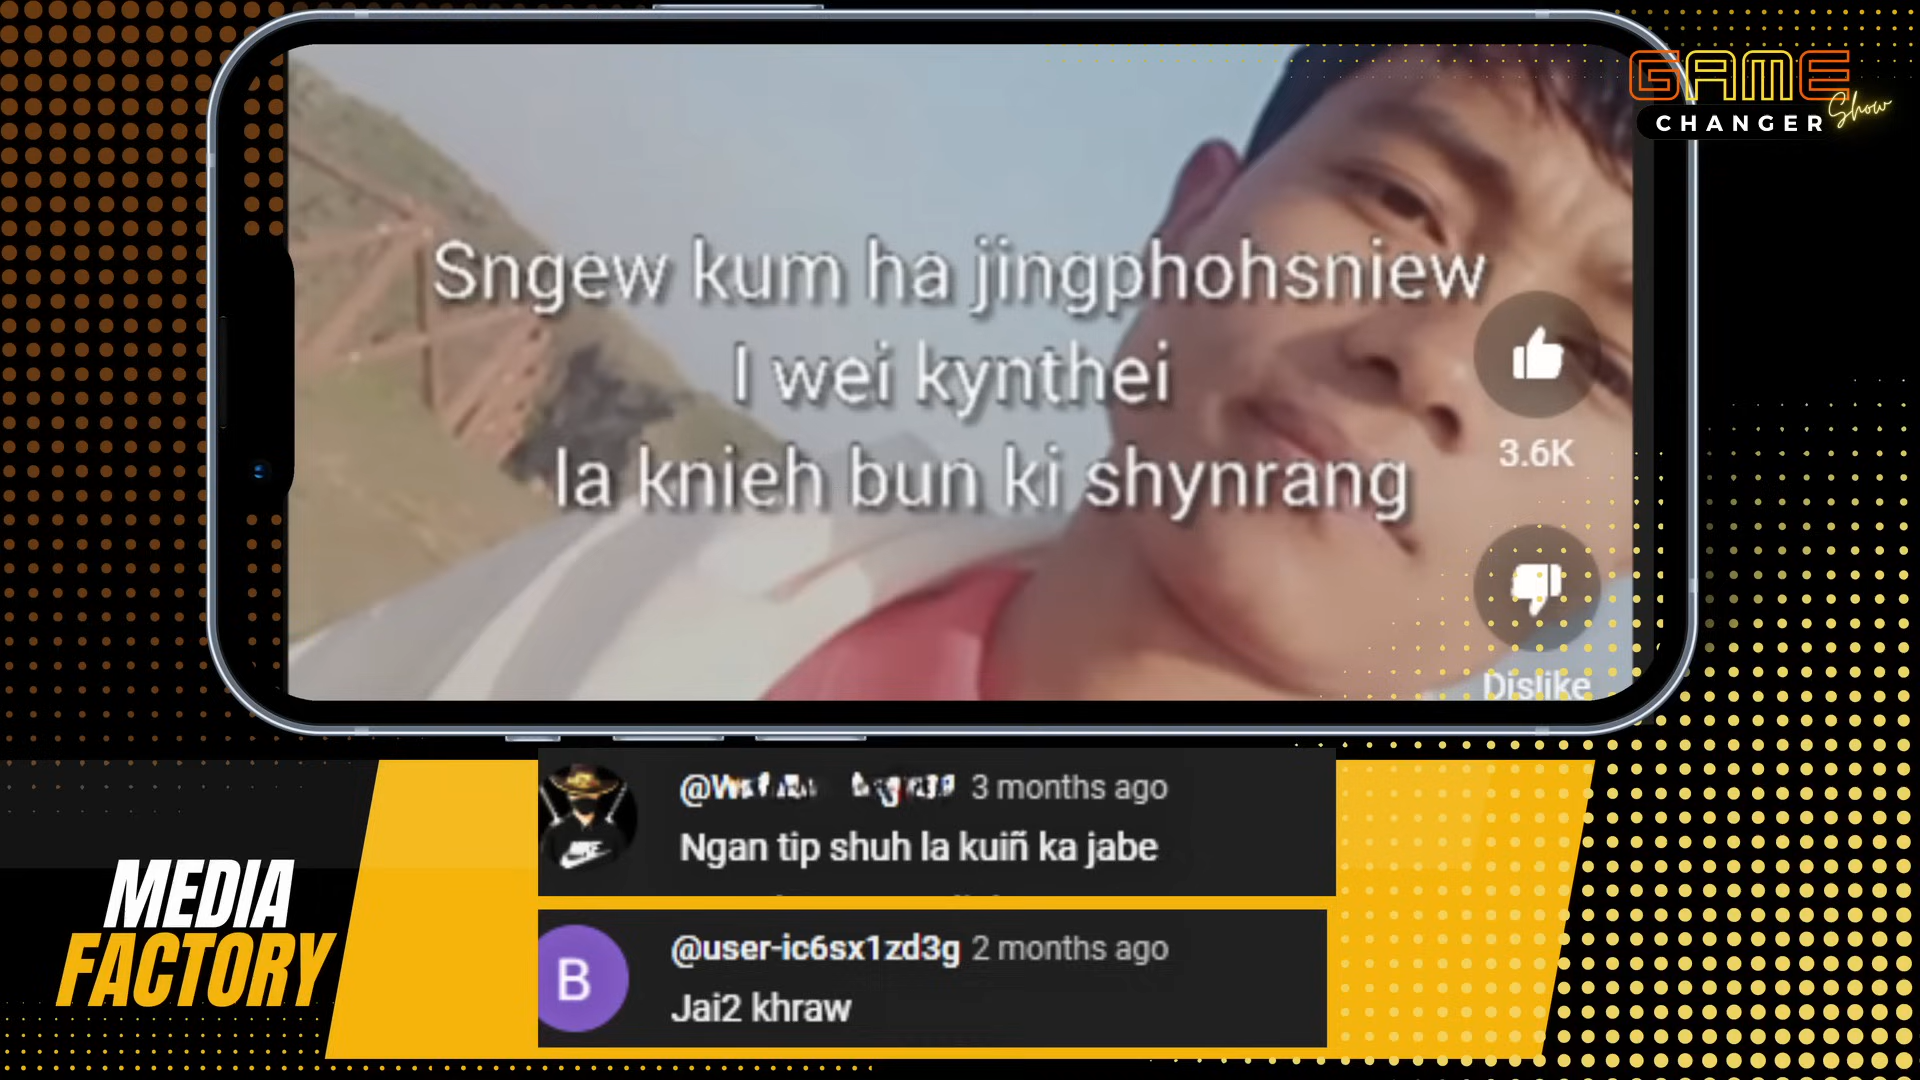 GAME
CHANGER Show
Sngew kum ha jingphohsniew
I wei kynthei
Ia knieh bun ki shynrang
3.6K
Dislike
3 months ago
Ngan tip shuh la kuiñ ka jabe
MEDIA
FACTORY
B
@user-ic6sx1zd3g 2 months ago
Jai2 khraw